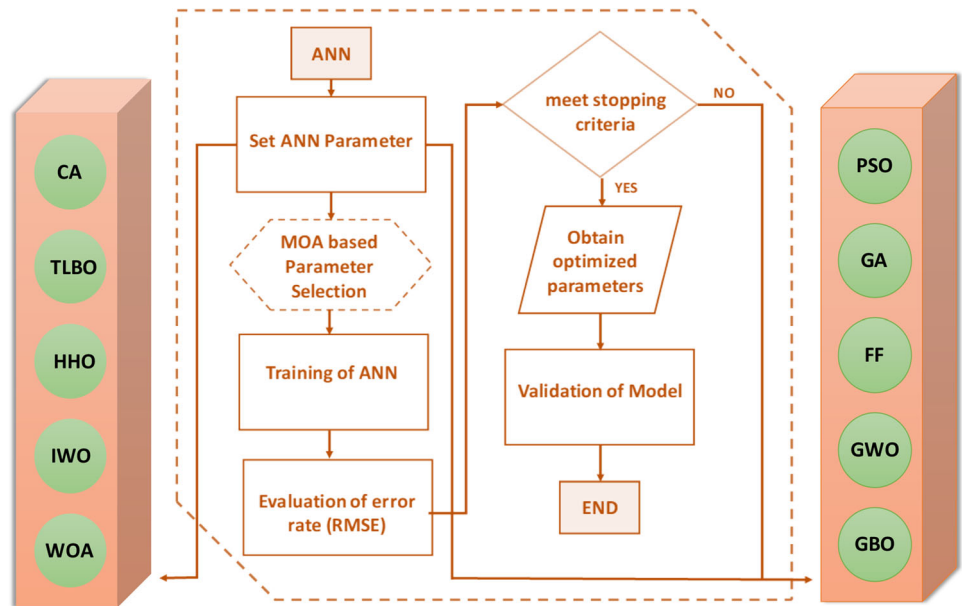 CA
TLBO
HHO
IWO
WOA
ANN
Set ANN Parameter
MOA based
Parameter
Selection
Training of ANN
Evaluation of error
rate (RMSE)
meet stopping
criteria
NO
YES
Obtain
optimized
parameters
Validation of Model
END
PSO
GA
FF
GWO
GBO